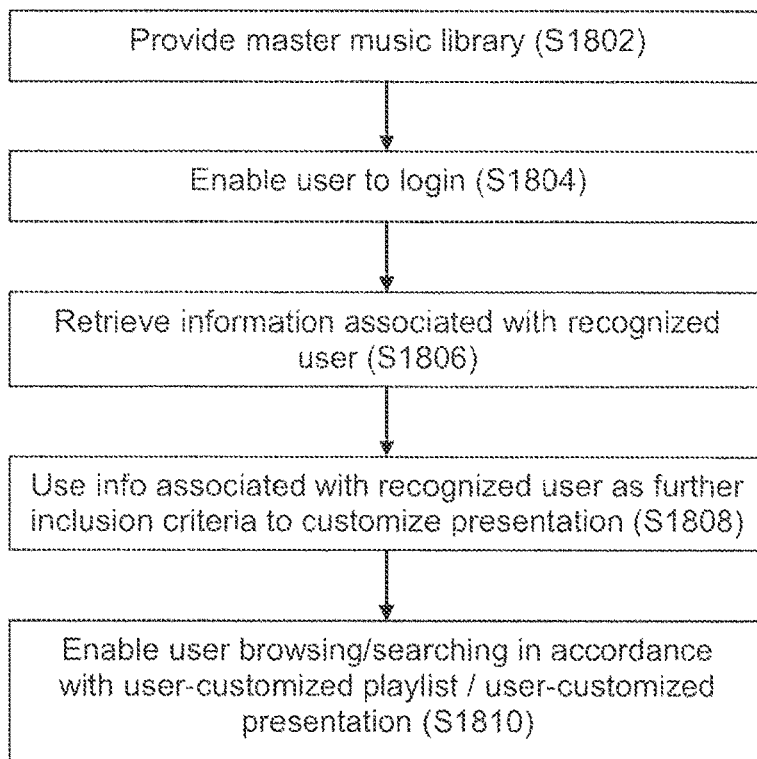 Provide master music library (S1802)
Enable user to login (S1804)
Retrieve information associated with recognized
user (S1806)
Use info associated with recognized user as further
inclusion criteria to customize presentation (S1808)
Enable user browsing/searching in accordance
with user-customized playlist / user-customized
presentation (S1810)